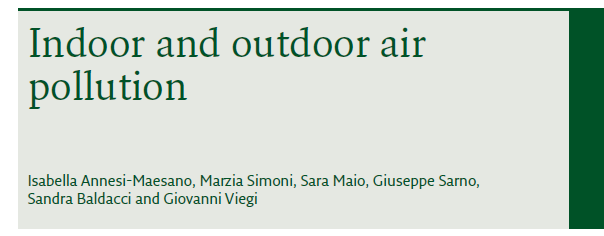 Indoor and outdoor air
pollution
Isabella Annesi-Maesano, Marzia Simoni, Sara Maio, Giuseppe Sarno,
Sandra Baldacci and Giovanni Viegi